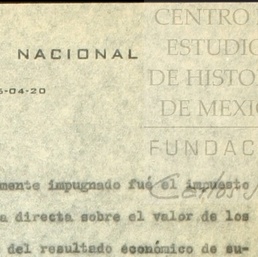 CENTRO
ESTUDIO
DE HISTO
DE MEXIC
FUNDAC
Carlos
NACIONAL
5-04-20
mente impugnado fué el impuesto
a directa sobre el valor de los
del resultado económico de su-